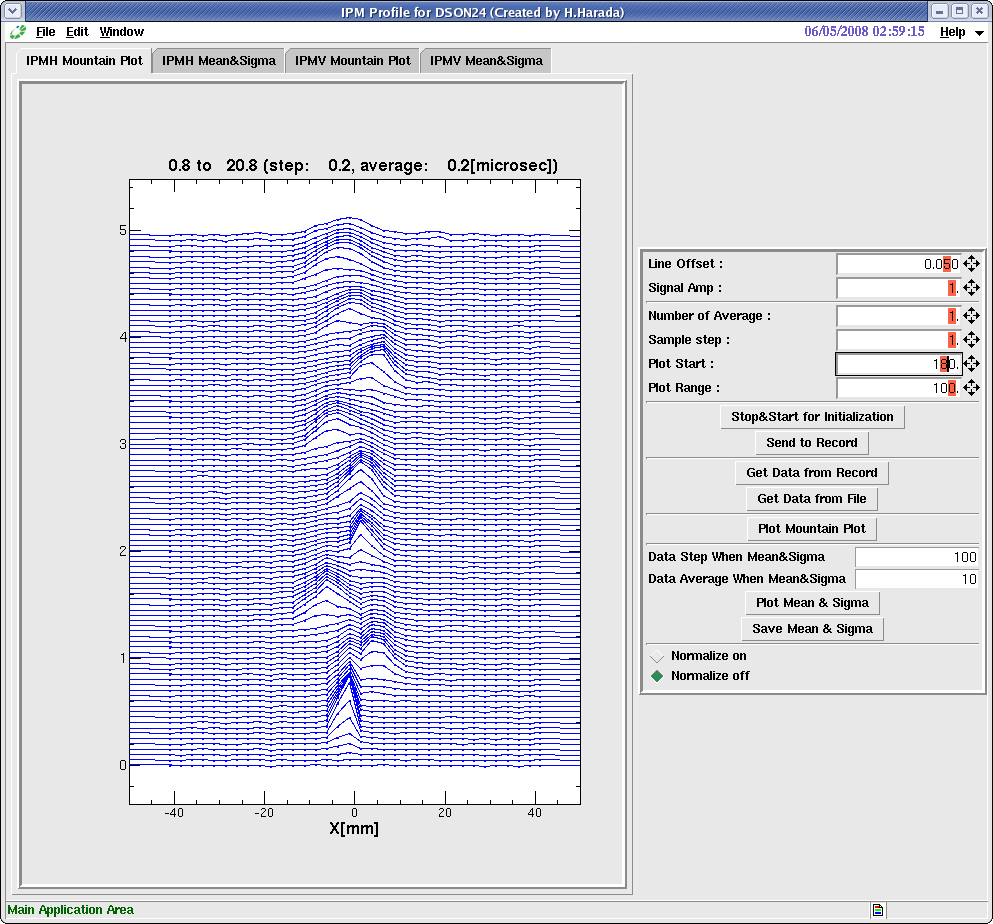 IPM Profile for DSON24 (Created by H.Harada)
File Edit Window 06/05/2008 02:59:15 Help
IPMH Mountain Plot IPMH Mean&Sigma IPMV Mountain Plot IPMV Mean&Sigma
0.8 to 20.8 (step: 0.2, average: 0.2[microsec])
5
4
3
2
1
0
-40 -20 0 20 40
X[mm]
Line Offset : 0.050
Signal Amp : 1.
Number of Average : 1.
Sample step : 1.
Plot Start : 180.
Plot Range : 100.
Stop&Start for Initialization
Send to Record
Get Data from Record
Get Data from File
Plot Mountain Plot
Data Step When Mean&Sigma 100
Data Average When Mean&Sigma 10
Plot Mean & Sigma
Save Mean & Sigma
Normalize on
Normalize off
Main Application Area